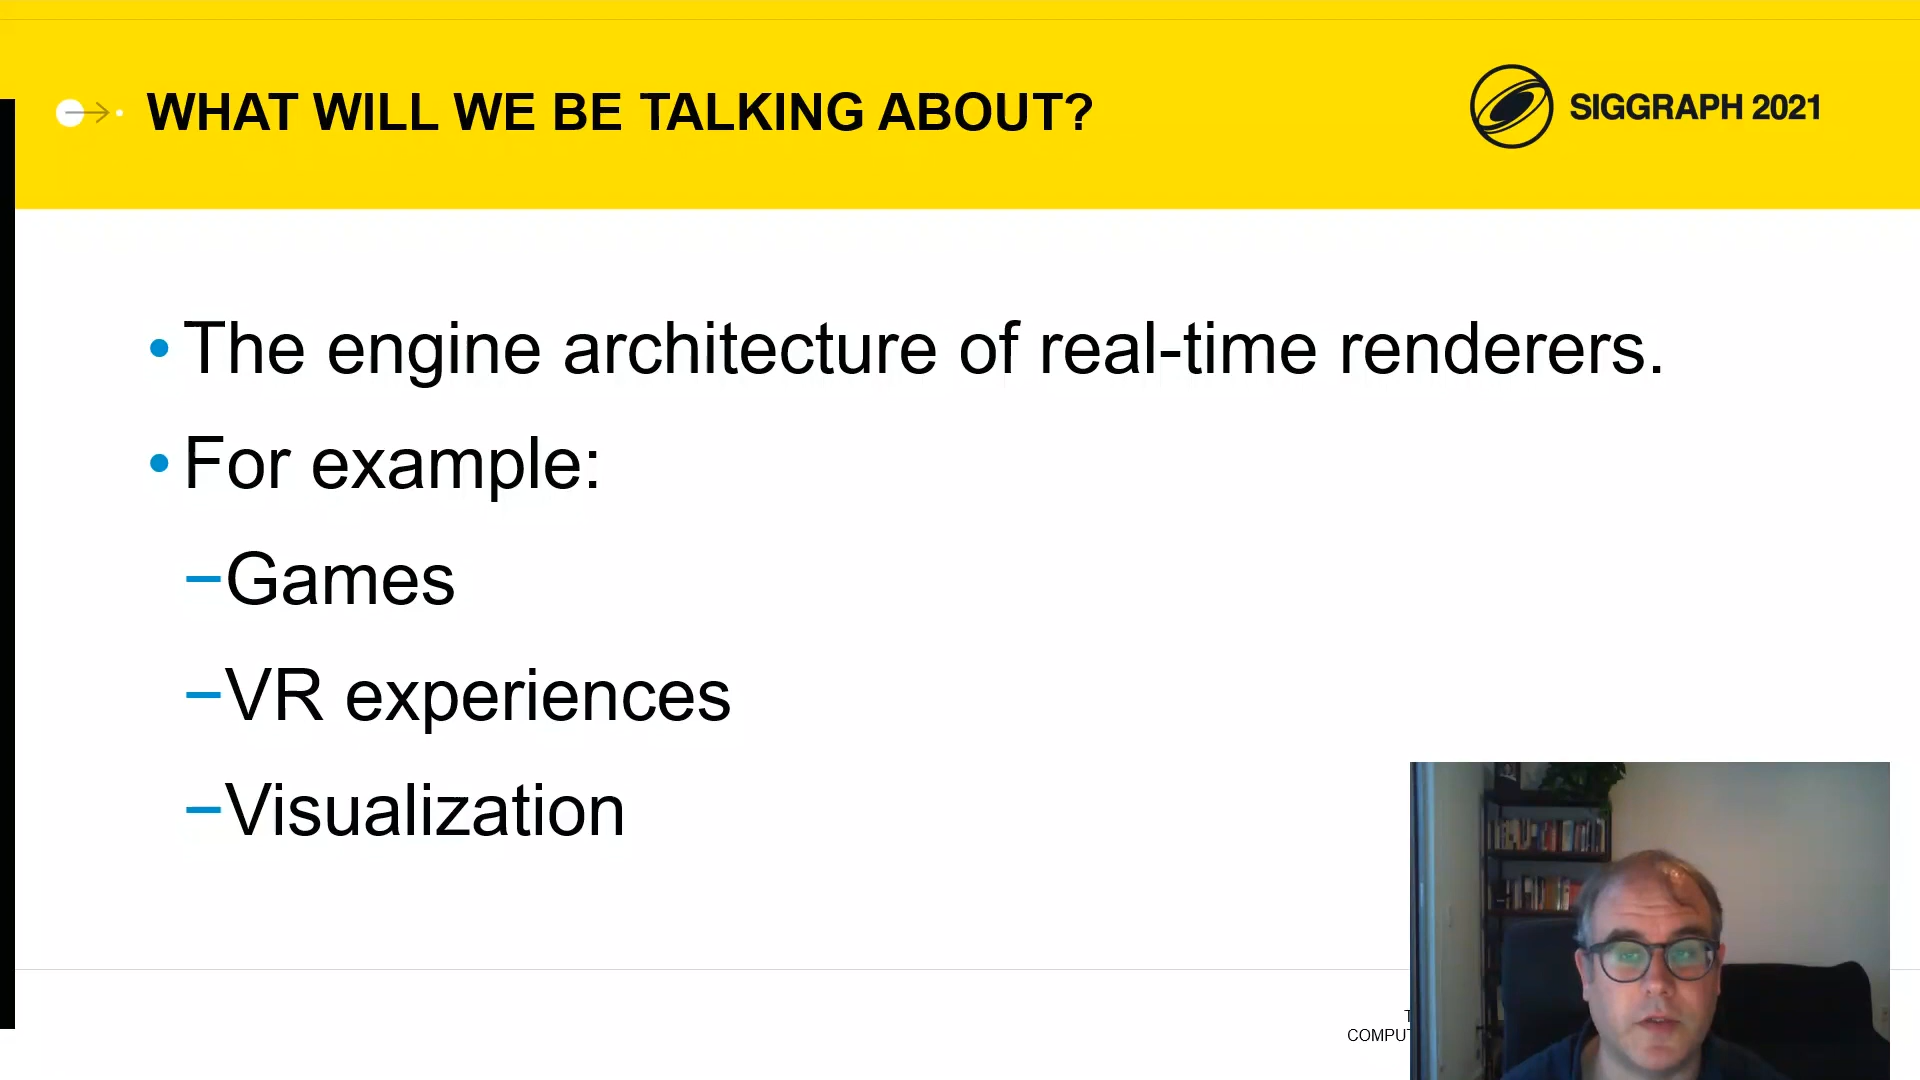 WHAT WILL WE BE TALKING ABOUT?
SIGGRAPH 2021
• The engine architecture of real-time renderers.
• For example:
–Games
–VR experiences
–Visualization